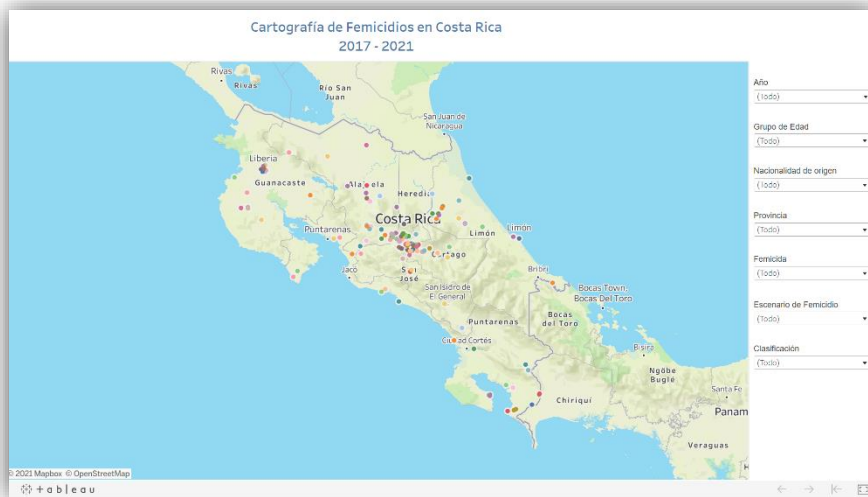 Cartografía de Femicidios en Costa Rica
2017 - 2021
Rivas
Rivas
Río San
Juan
San Juan de
Nicaragua
Liberia
Guanacaste
Alajuela
Heredia
Costa Rica
Puntarenas
Limón
Limón
Cartago
Jacó
San
José
San Isidro de
El General
Bribri
Bocas Town,
Bocas Del Toro
Bocas
del Toro
Puntarenas
Ciudad Cortés
Bisira
Ngöbe
Buglé
Chiriquí
Santa Fe
Panam
Veraguas
H
© 2021 Mapbox © OpenStreetMap
Año
(Todo)
Grupo de Edad
(Todo)
Nacionalidad de origen
(Todo)
Provincia
(Todo)
Femicida
(Todo)
Escenario de Femicidio
(Todo)
Clasificación
(Todo)
+ a b l e a u